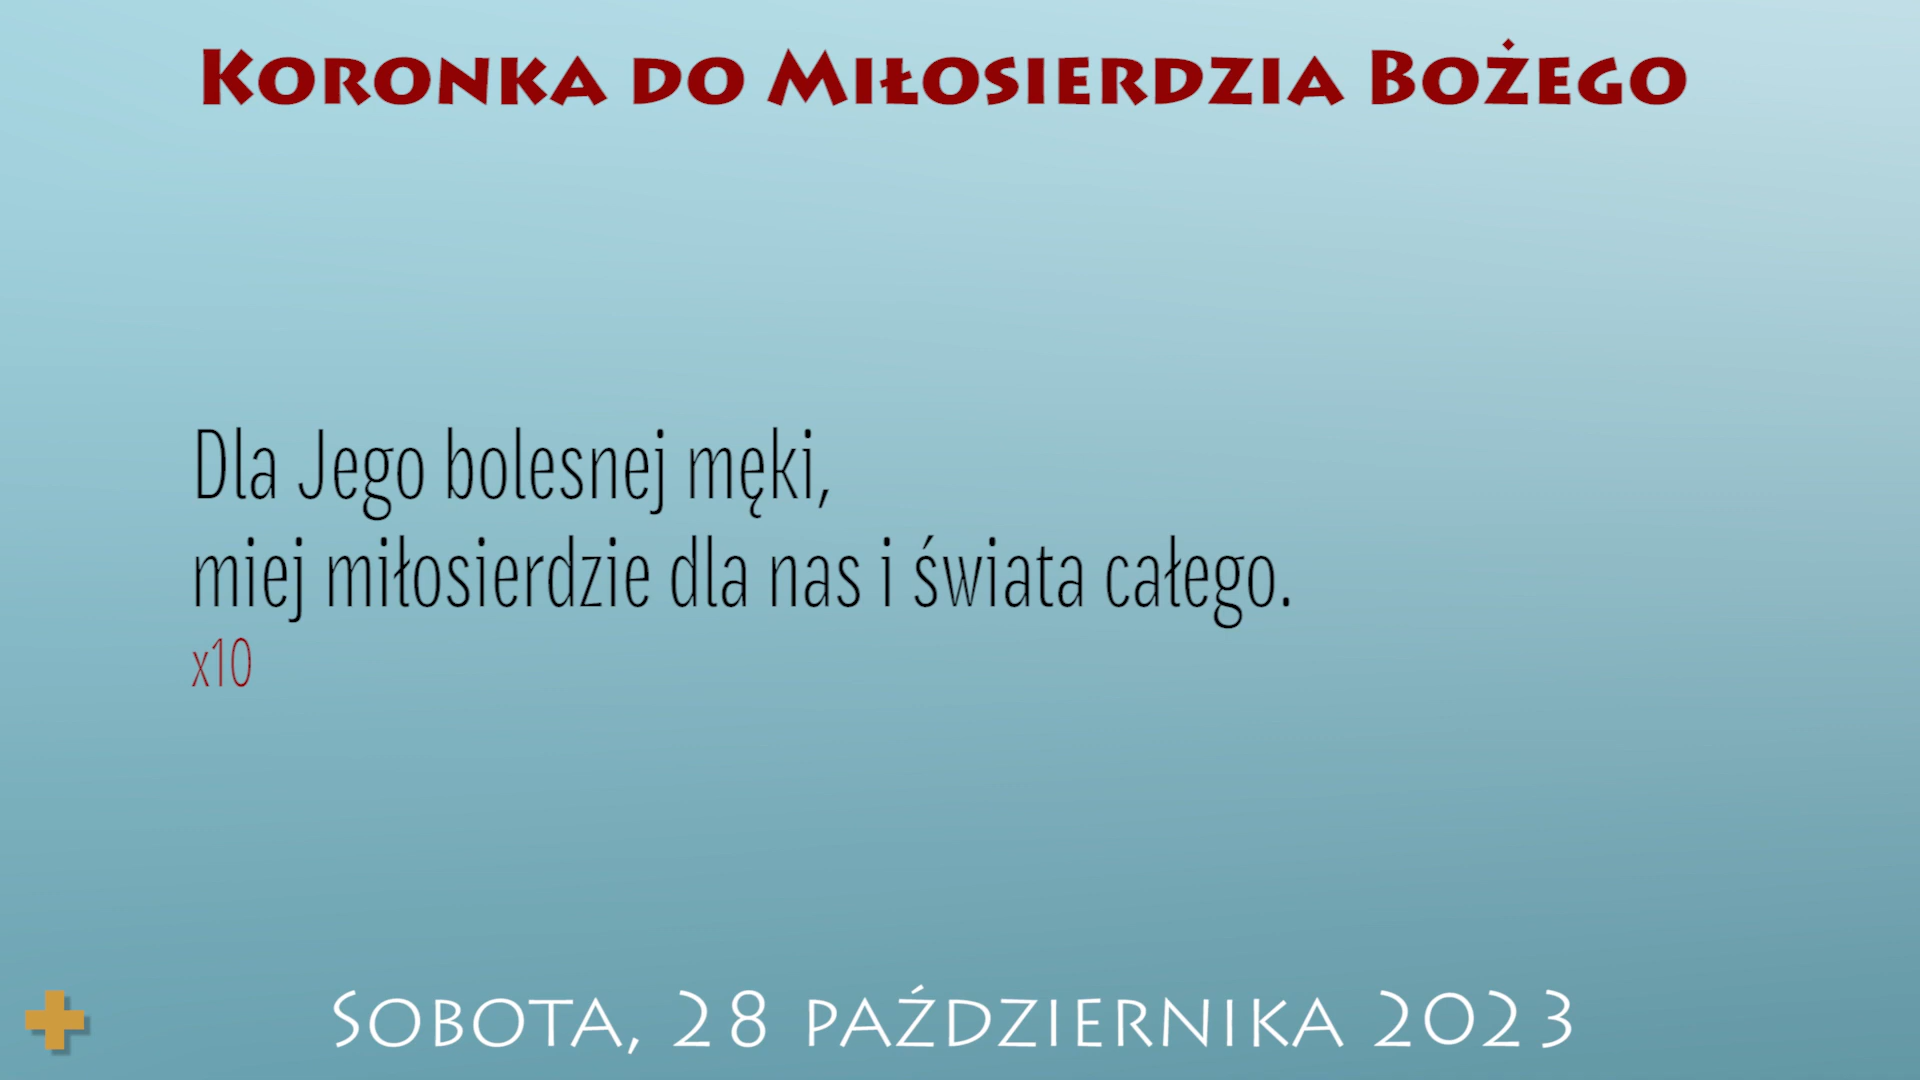 Koronka do Miłosierdzia Bożego
Dla Jego bolesnej męki,
miej miłosierdzie dla nas i świata całego.
x10
Sobota, 28 października 2023